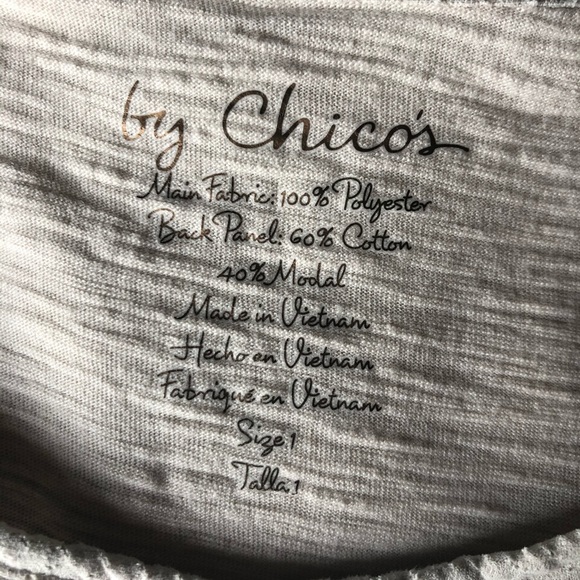 by Chico's
Main Fabric: 100% Polyester
Back Panel: 60% Cotton
40% Modal
Made in Vietnam
Hecho en Vietnam
Fabriqué en Vietnam
Size 1
Talla 1